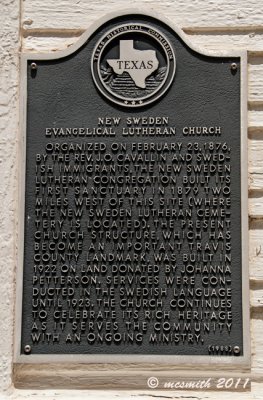 TEXAS HISTORICAL COMMISSION
TEXAS
NEW SWEDEN
EVANGELICAL LUTHERAN CHURCH
ORGANIZED ON FEBRUARY 23, 1876,
BY THE REV. J.O. CAVALLIN AND SWED-
ISH IMMIGRANTS, THE NEW SWEDEN
LUTHERAN CONGREGATION BUILT ITS
FIRST SANCTUARY IN 1879 TWO
MILES WEST OF THIS SITE (WHERE
THE NEW SWEDEN LUTHERAN CEME-
TERY IS LOCATED). THE PRESENT
CHURCH STRUCTURE, WHICH HAS
BECOME AN IMPORTANT TRAVIS
COUNTY LANDMARK, WAS BUILT IN
1922 ON LAND DONATED BY JOHANNA
PETTERSON. SERVICES WERE CON-
DUCTED IN THE SWEDISH LANGUAGE
UNTIL 1923. THE CHURCH CONTINUES
TO CELEBRATE ITS RICH HERITAGE
AS IT SERVES THE COMMUNITY
WITH AN ONGOING MINISTRY.
© mcsmith 2011